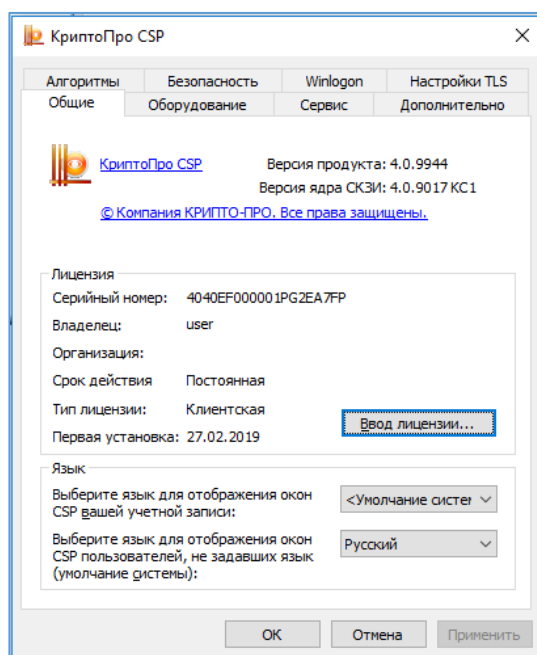 КриптоПро CSP
Алгоритмы Безопасность Winlogon Настройки TLS
Общие Оборудование Сервис Дополнительно
КриптоПро CSP Версия продукта: 4.0.9944
Версия ядра СКЗИ: 4.0.9017 КС1
© Компания КРИПТО-ПРО. Все права защищены.
Лицензия
Серийный номер: 4040EF000001PG2EA7FP
Владелец: user
Организация:
Срок действия Постоянная
Тип лицензии: Клиентская
Ввод лицензии...
Первая установка: 27.02.2019
Язык
Выберите язык для отображения окон
CSP вашей учетной записи:
<Умолчание систем
Выберите язык для отображения окон
CSP пользователей, не задавших язык
(умолчание системы):
Русский
ОК Отмена Применить